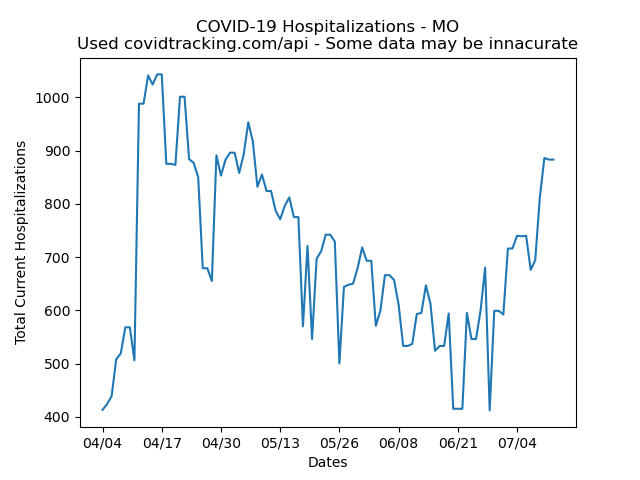 COVID-19 Hospitalizations - MO
Used covidtracking.com/api - Some data may be innacurate
Total Current Hospitalizations
1000
900
800
700
600
500
400
04/04 04/17 04/30 05/13 05/26 06/08 06/21 07/04
Dates